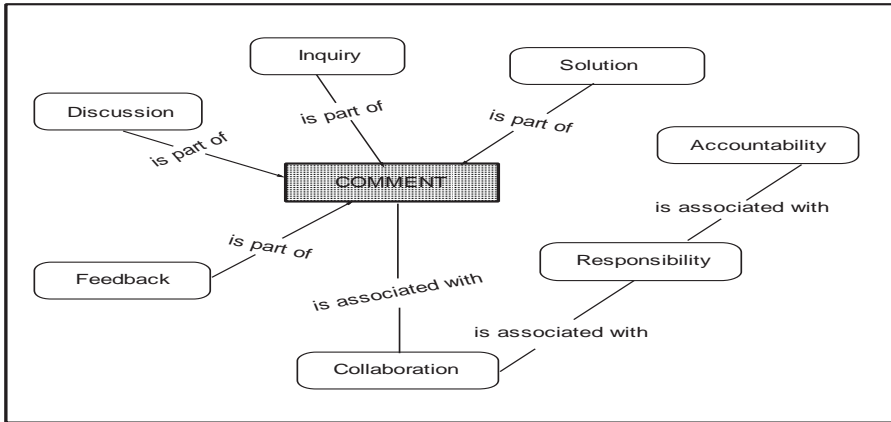 Inquiry
Solution
Discussion
is part of
is part of
is part of
Accountability
COMMENT
is associated with
is part of
Feedback
Responsibility
is associated with
is associated with
Collaboration